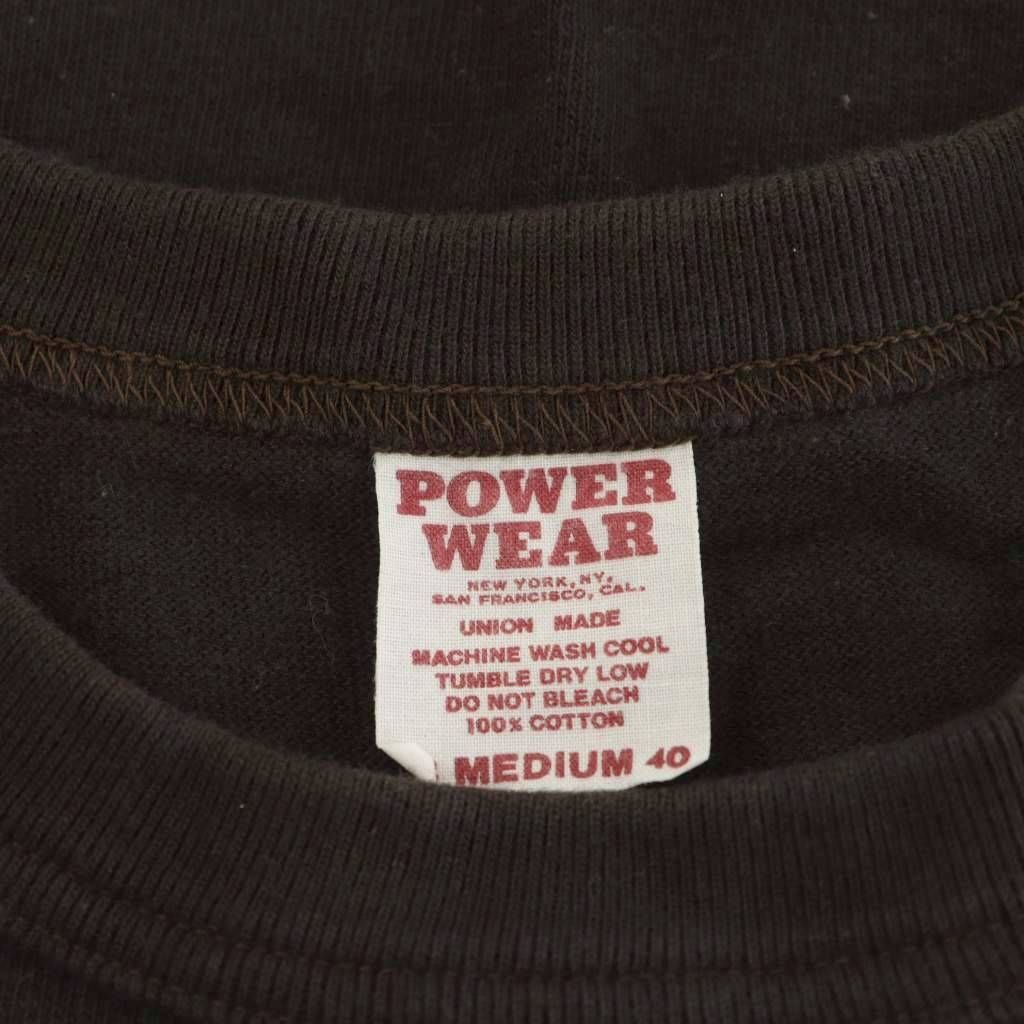 POWER
WEAR
NEW YORK, NY.
SAN FRANCISCO, CAL.
UNION MADE
MACHINE WASH COOL
TUMBLE DRY LOW
DO NOT BLEACH
100% COTTON
MEDIUM 40